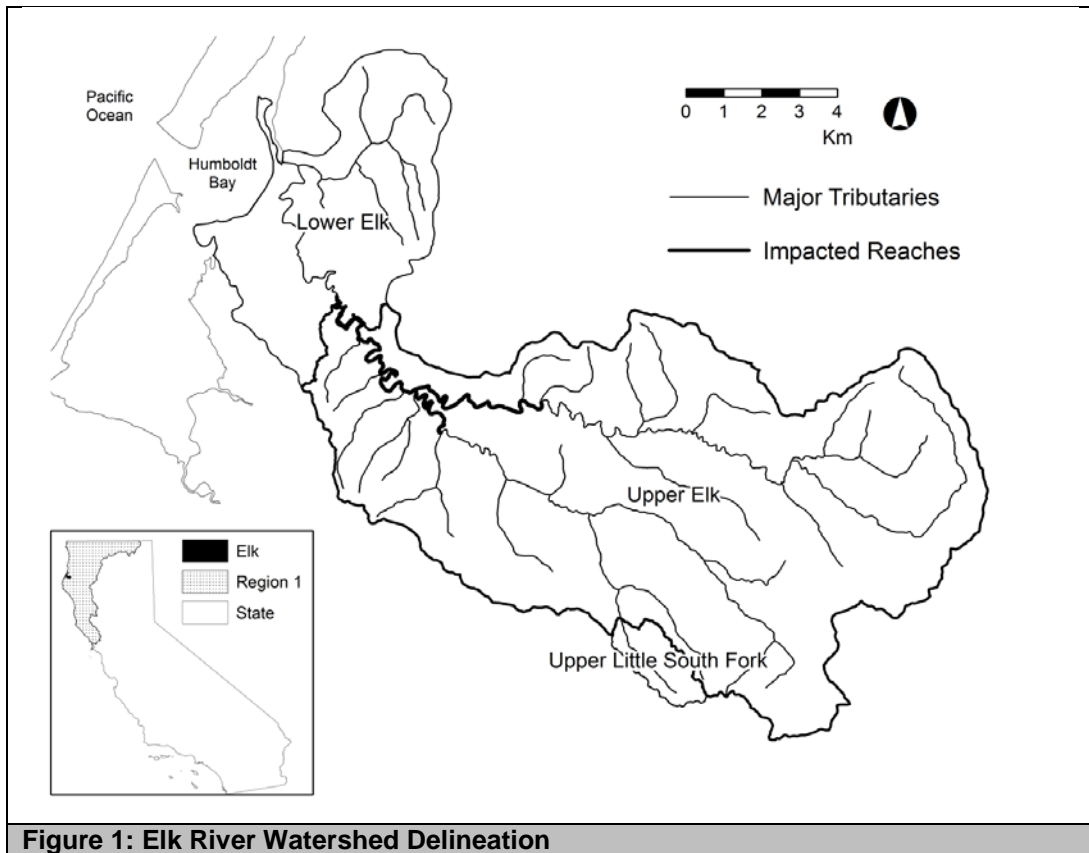 Pacific
Ocean
Humboldt
Bay
Lower Elk
0 1 2 3 4
Km
Major Tributaries
Impacted Reaches
Upper Elk
Upper Little South Fork
Elk
Region 1
State
Figure 1: Elk River Watershed Delineation